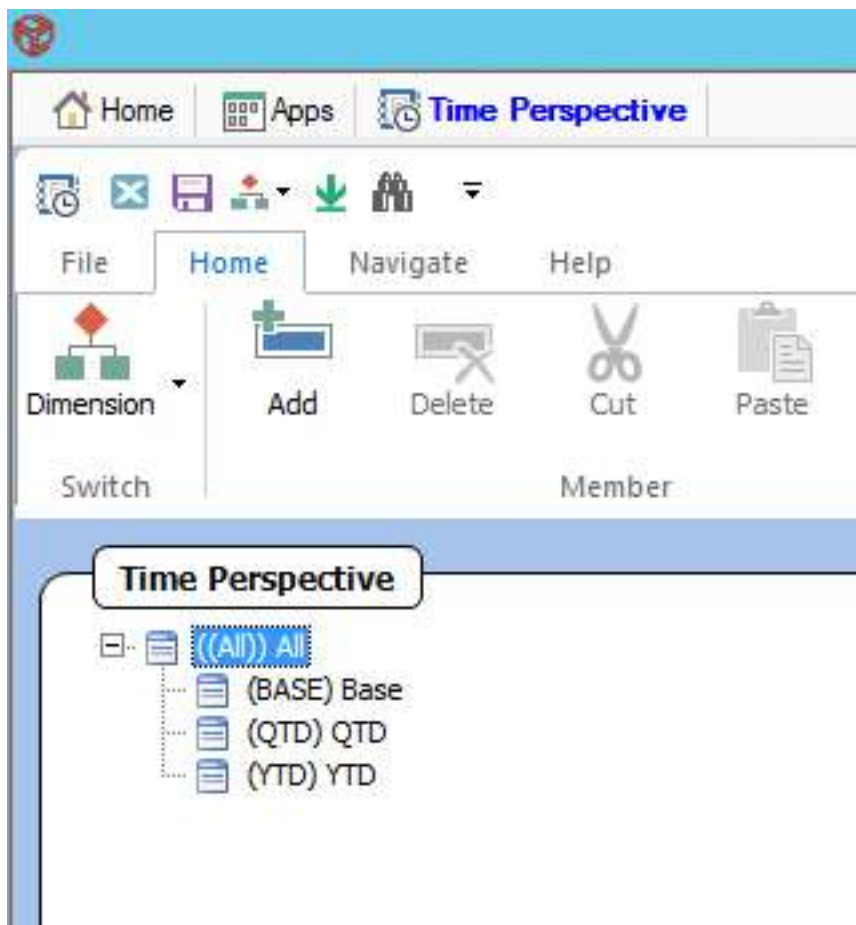 Home Apps Time Perspective
File Home Navigate Help
Dimension Add Delete Cut Paste
Switch Member
Time Perspective
((All)) All
(BASE) Base
(QTD) QTD
(YTD) YTD